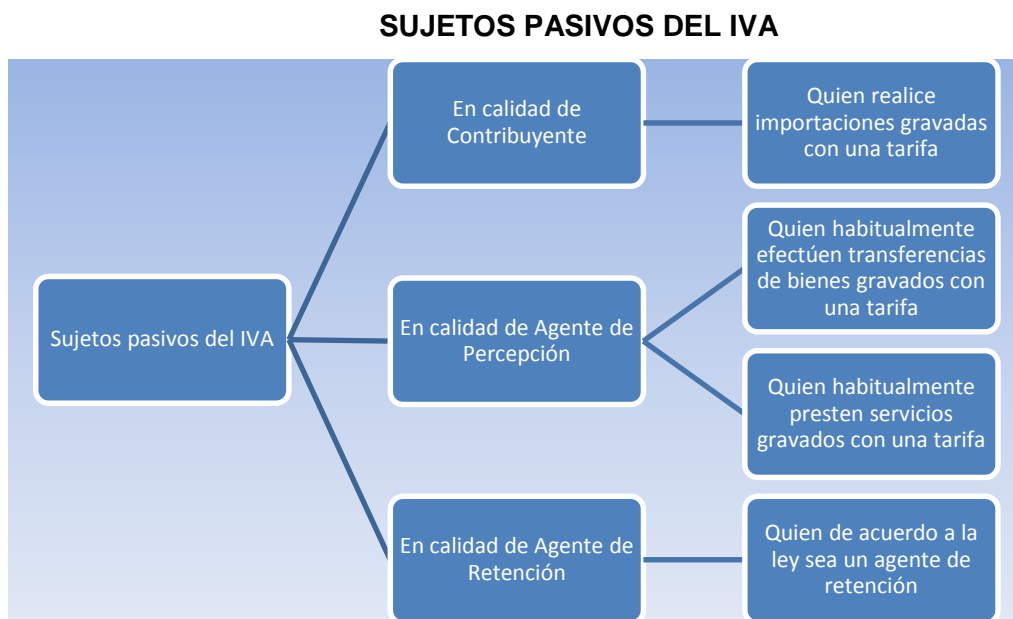 SUJETOS PASIVOS DEL IVA
Sujetos pasivos del IVA
En calidad de
Contribuyente
Quien realice
importaciones gravadas
con una tarifa
En calidad de Agente de
Percepción
Quien habitualmente
efectúen transferencias
de bienes gravados con
una tarifa
Quien habitualmente
presten servicios
gravados con una tarifa
En calidad de Agente de
Retención
Quien de acuerdo a la
ley sea un agente de
retención